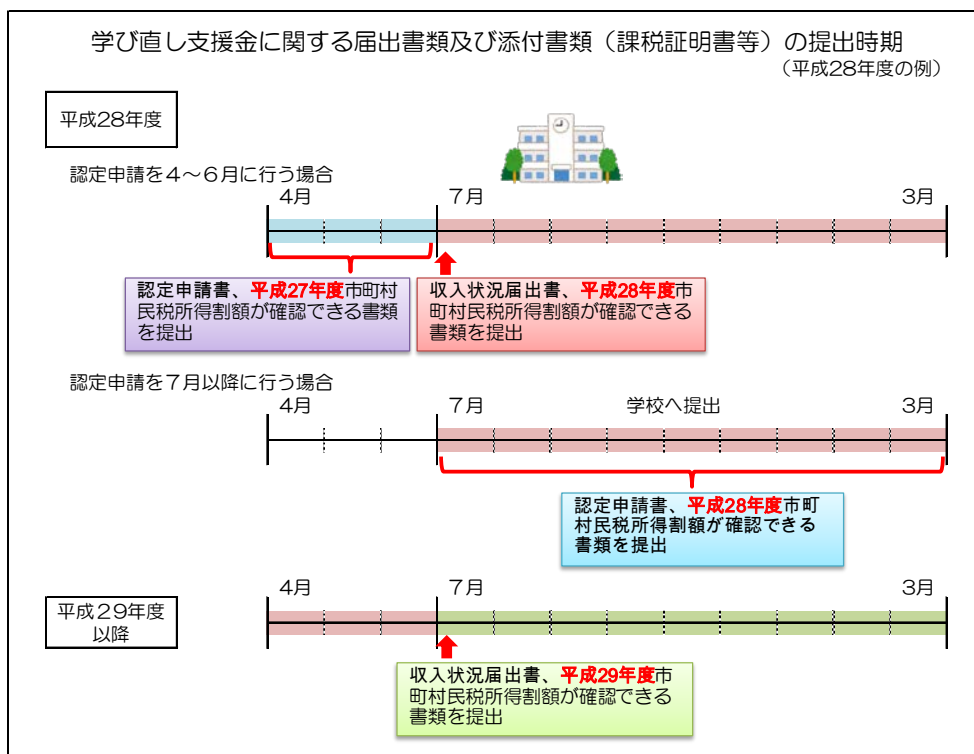 学び直し支援金に関する届出書類及び添付書類（課税証明書等）の提出時期
（平成28年度の例）
平成28年度
認定申請を４～６月に行う場合
４月
７月
３月
認定申請書、平成27年度市町村
民税所得割額が確認できる書類
を提出
収入状況届出書、平成28年度市
町村民税所得割額が確認できる
書類を提出
認定申請を７月以降に行う場合
４月
７月
学校へ提出
３月
認定申請書、平成28年度市町
村民税所得割額が確認できる
書類を提出
４月
７月
３月
平成２９年度
以降
収入状況届出書、平成29年度市
町村民税所得割額が確認できる
書類を提出